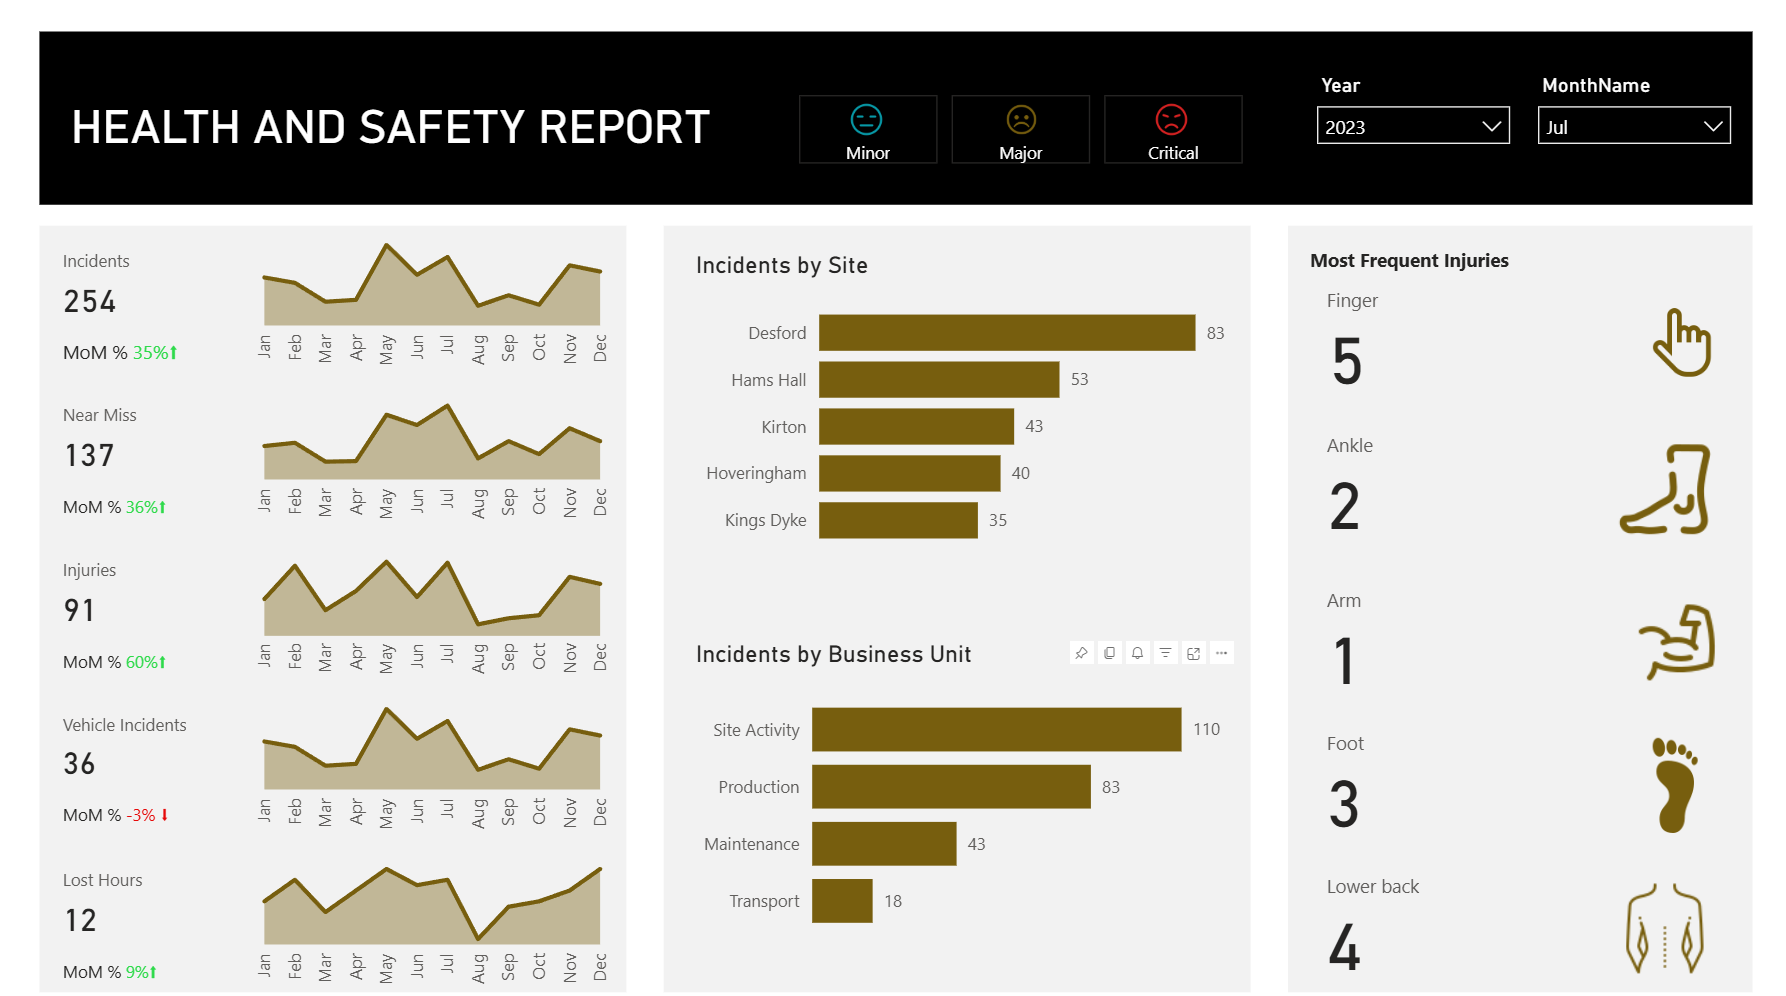 HEALTH AND SAFETY REPORT
Minor
Major
Critical
Year
2023
MonthName
Jul
Incidents
254
MoM % 35%⬆
Jan Feb Mar Apr May Jun Jul Aug Sep Oct Nov Dec
Near Miss
137
MoM % 36%⬆
Jan Feb Mar Apr May Jun Jul Aug Sep Oct Nov Dec
Injuries
91
MoM % 60%⬆
Jan Feb Mar Apr May Jun Jul Aug Sep Oct Nov Dec
Vehicle Incidents
36
MoM % -3% ⬇
Jan Feb Mar Apr May Jun Jul Aug Sep Oct Nov Dec
Lost Hours
12
MoM % 9%⬆
Jan Feb Mar Apr May Jun Jul Aug Sep Oct Nov Dec
Incidents by Site
Desford 83
Hams Hall 53
Kirton 43
Hoveringham 40
Kings Dyke 35
Incidents by Business Unit
Site Activity 110
Production 83
Maintenance 43
Transport 18
Most Frequent Injuries
Finger
5
Ankle
2
Arm
1
Foot
3
Lower back
4